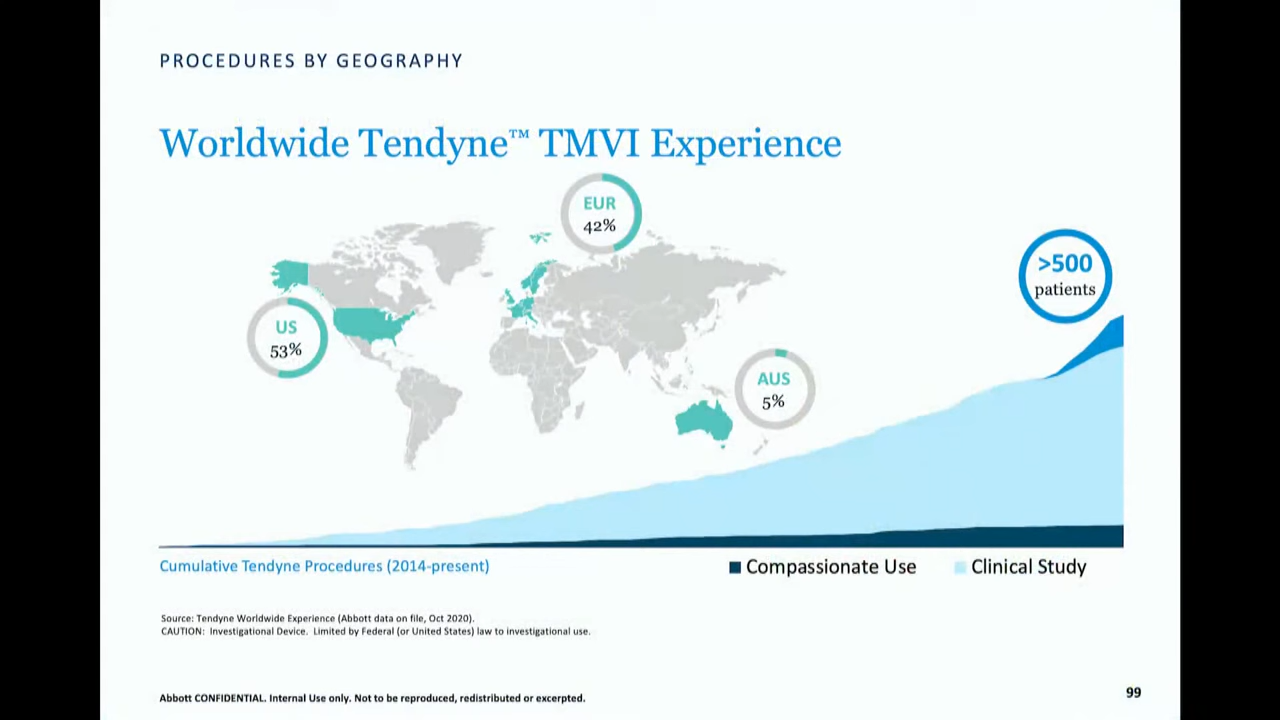 PROCEDURES BY GEOGRAPHY
Worldwide Tendyne™ TMVI Experience
EUR
42%
>500
patients
US
53%
AUS
5%
Cumulative Tendyne Procedures (2014-present)
Compassionate Use
Clinical Study
Source: Tendyne Worldwide Experience (Abbott data on file, Oct 2020).
CAUTION: Investigational Device. Limited by Federal (or United States) law to investigational use.
Abbott CONFIDENTIAL. Internal Use only. Not to be reproduced, redistributed or excerpted.
99